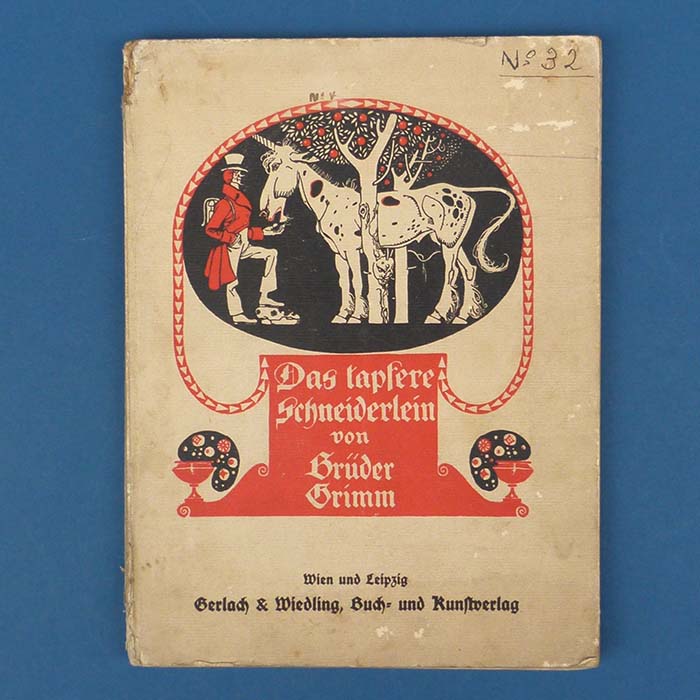 No 32
Das tapfere
Schneiderlein
von
Brüder
Grimm
Wien und Leipzig
Gerlach & Wiedling, Buch- und Kunstverlag